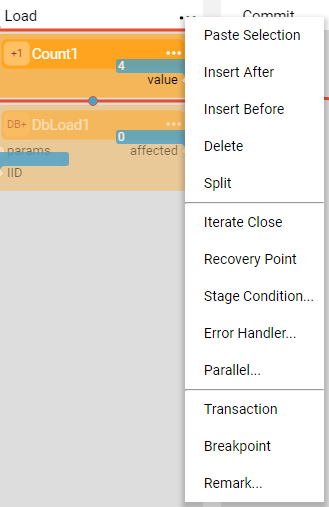 Load
Commit
+1 Count1
4
value
DB+ DbLoad1
0
params
affected
IID
Paste Selection
Insert After
Insert Before
Delete
Split
Iterate Close
Recovery Point
Stage Condition...
Error Handler...
Parallel...
Transaction
Breakpoint
Remark...